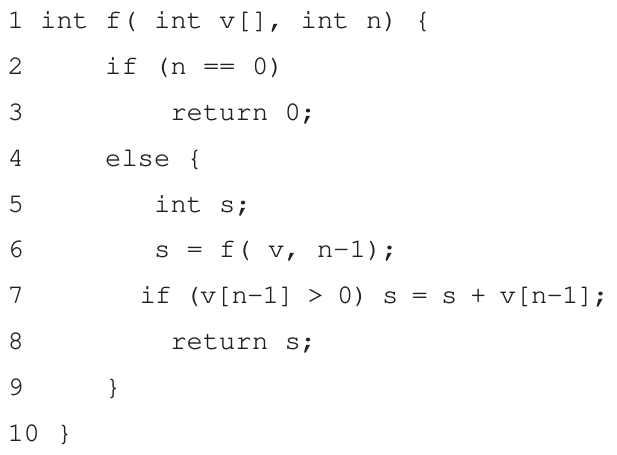 1 int f( int v[], int n) {
2     if (n == 0)
3         return 0;
4     else {
5        int s;
6        s = f( v, n-1);
7       if (v[n-1] > 0) s = s + v[n-1];
8         return s;
9     }
10 }